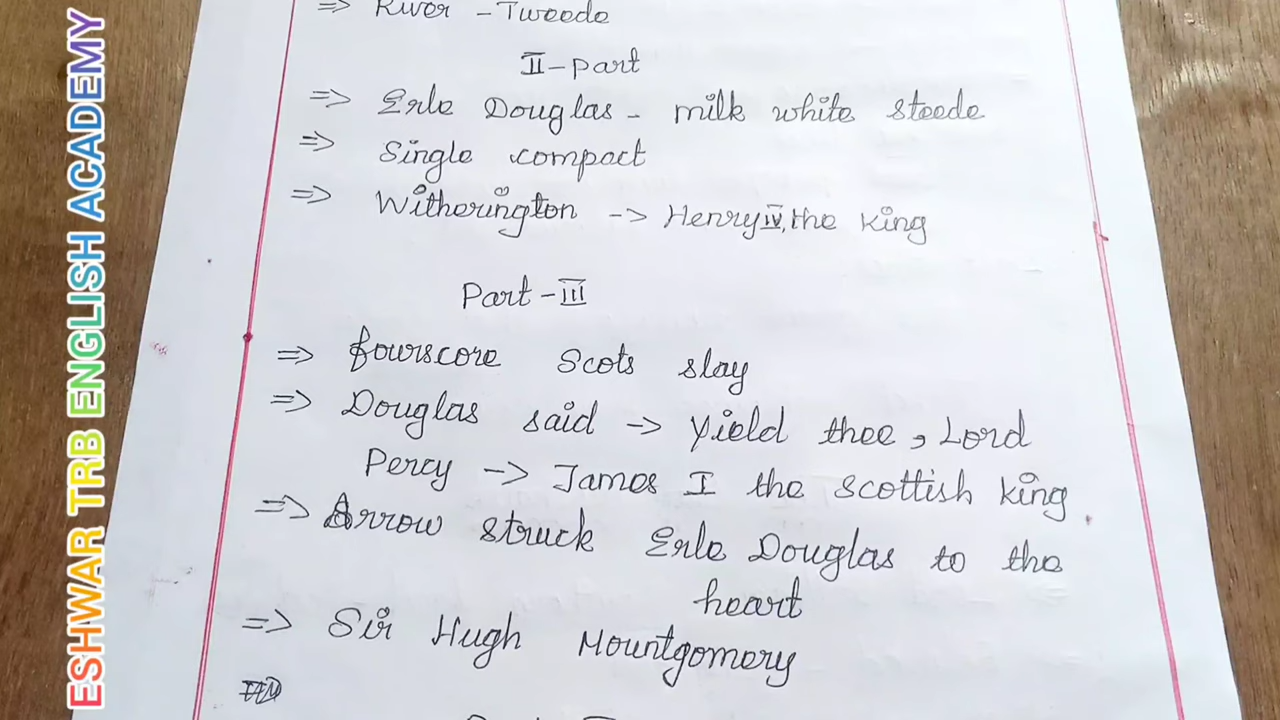 ESHWAR TRB ENGLISH ACADEMY
⇒ River - Tweede
II - part
⇒ Erle Douglas - milk white steede
⇒ Single compact
⇒ Witherington -> Henry IV, the king
Part - III
⇒ fourscore Scots slay
⇒ Douglas said -> Yield thee, Lord
Percy -> James I the scottish king
⇒ Arrow struck Erle Douglas to the
heart
⇒ Sir Hugh Mountgomery